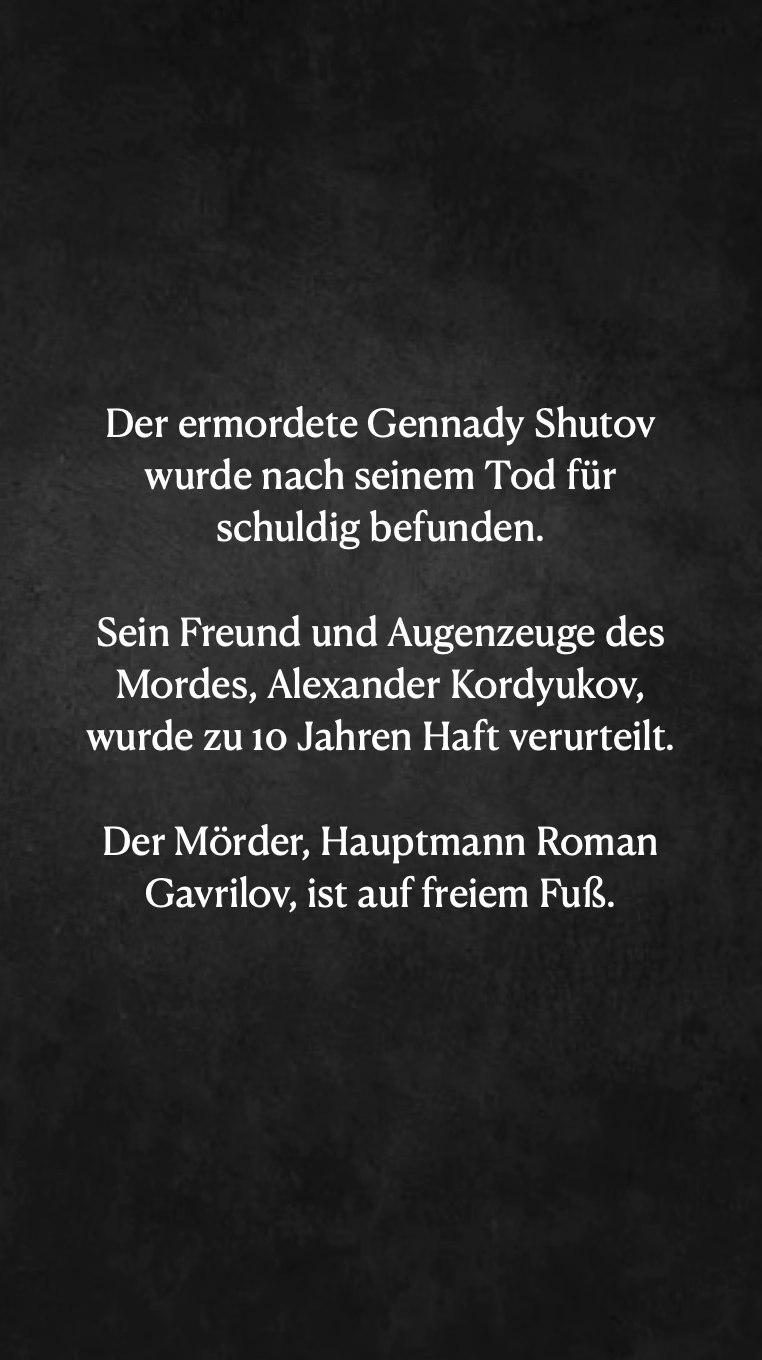 Der ermordete Gennady Shutov
wurde nach seinem Tod für
schuldig befunden.
Sein Freund und Augenzeuge des
Mordes, Alexander Kordyukov,
wurde zu 10 Jahren Haft verurteilt.
Der Mörder, Hauptmann Roman
Gavrilov, ist auf freiem Fuß.